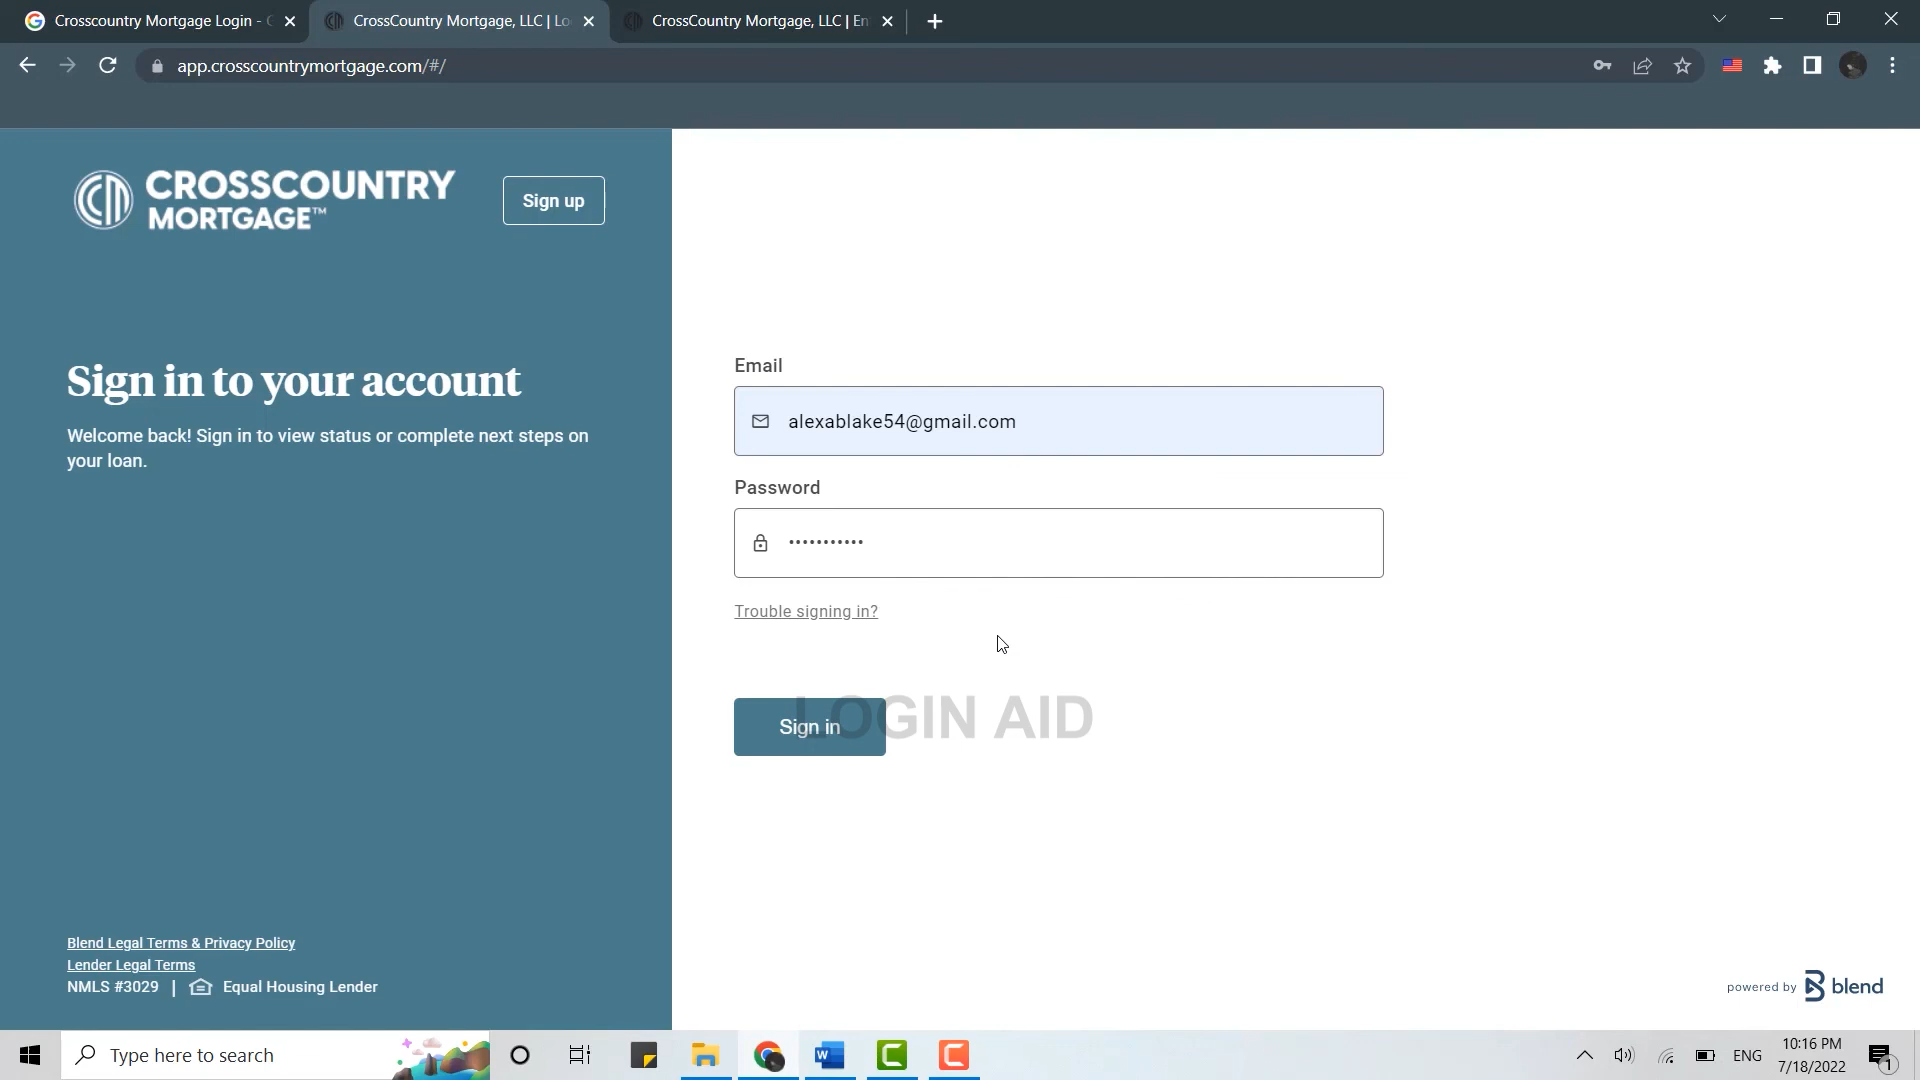 Crosscountry Mortgage Login -
CrossCountry Mortgage, LLC | Lo
CrossCountry Mortgage, LLC | En
app.crosscountrymortgage.com/#/
CROSSCOUNTRY
MORTGAGE™
Sign up
Sign in to your account
Welcome back! Sign in to view status or complete next steps on
your loan.
Email
alexablake54@gmail.com
Password
•••••••••••
Trouble signing in?
Sign in
LOGIN AID
Blend Legal Terms & Privacy Policy
Lender Legal Terms
NMLS #3029 | Equal Housing Lender
powered by blend
Type here to search
ENG
10:16 PM
7/18/2022
1